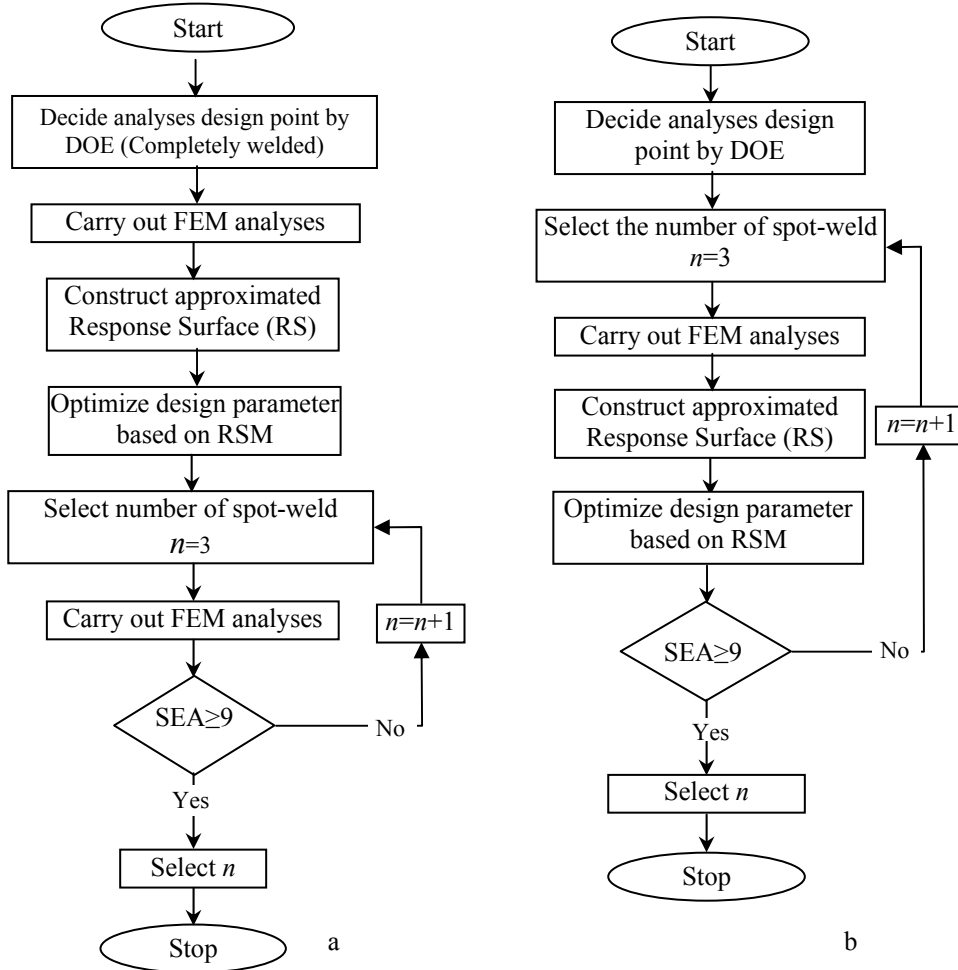 Start
Decide analyses design point by
DOE (Completely welded)
Carry out FEM analyses
Construct approximated
Response Surface (RS)
Optimize design parameter
based on RSM
Select number of spot-weld
n=3
Carry out FEM analyses
n=n+1
SEA≥9
No
Yes
Select n
Stop
a
Start
Decide analyses design
point by DOE
Select the number of spot-weld
n=3
Carry out FEM analyses
Construct approximated
Response Surface (RS)
n=n+1
Optimize design parameter
based on RSM
SEA≥9
No
Yes
Select n
Stop
b